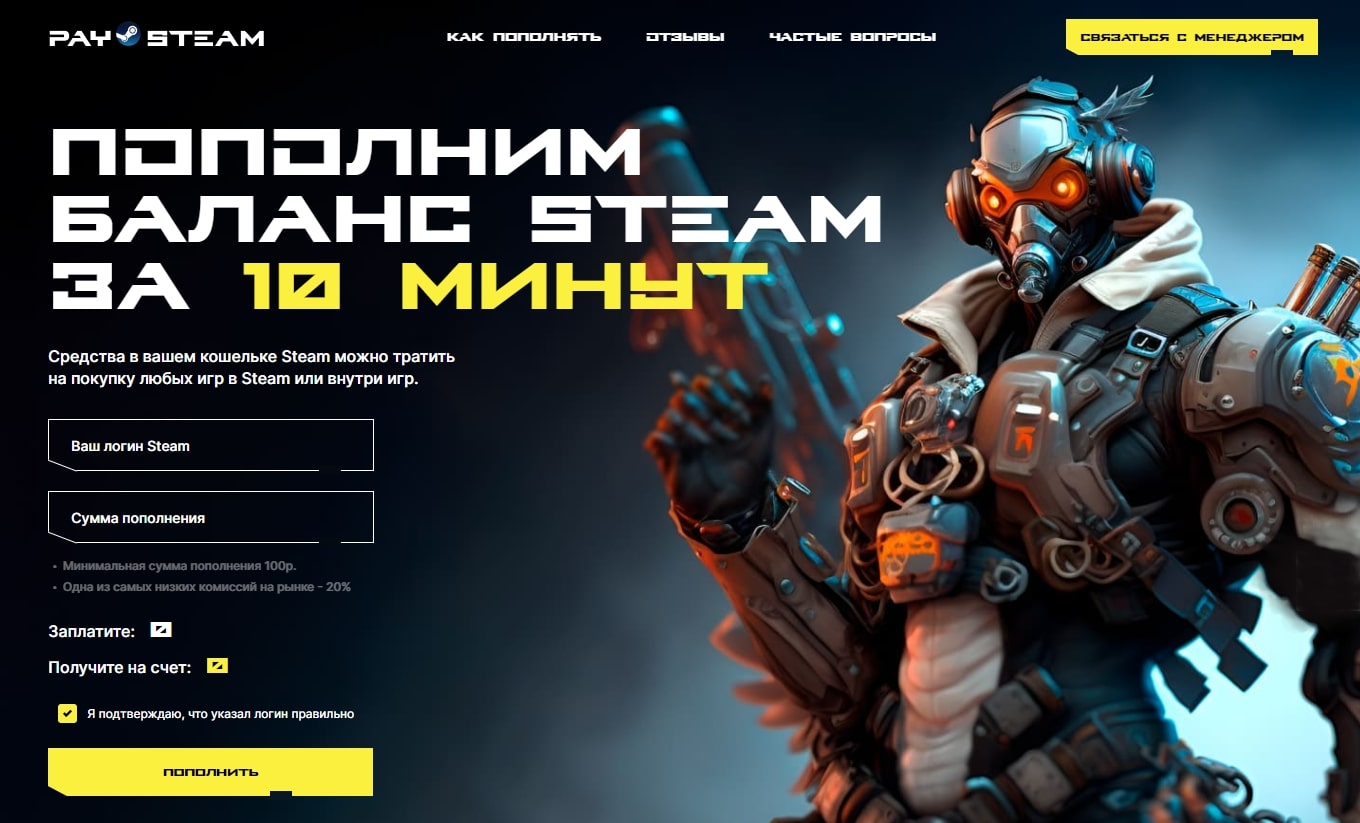 PAY STEAM
КАК ПОПОЛНЯТЬ
ОТЗЫВЫ
ЧАСТЫЕ ВОПРОСЫ
СВЯЗАТЬСЯ С МЕНЕДЖЕРОМ
ПОПОЛНИМ
БАЛАНС STEAM
ЗА 10 МИНУТ
Средства в вашем кошельке Steam можно тратить
на покупку любых игр в Steam или внутри игр.
Ваш логин Steam
Сумма пополнения
• Минимальная сумма пополнения 100р.
• Одна из самых низких комиссий на рынке - 20%
Заплатите: 0
Получите на счет: 0
Я подтверждаю, что указал логин правильно
ПОПОЛНИТЬ